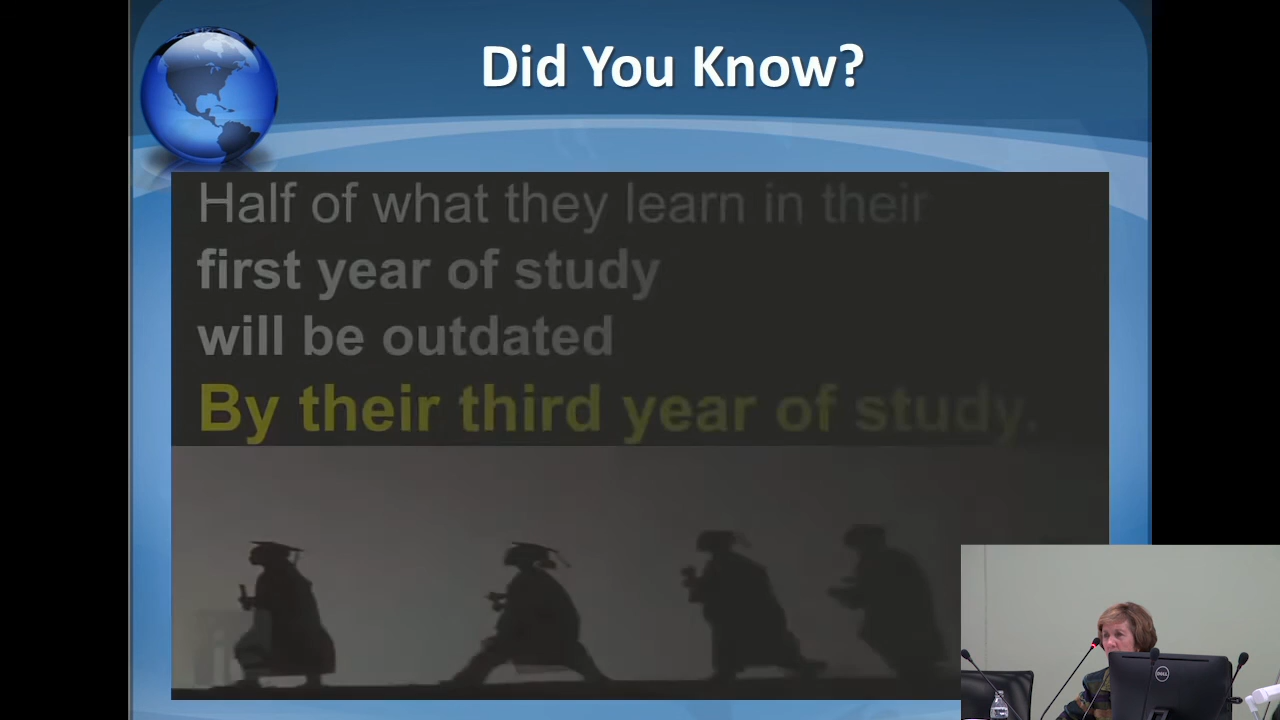 Did You Know?
Half of what they learn in their
first year of study
will be outdated
By their third year of study.
DELL